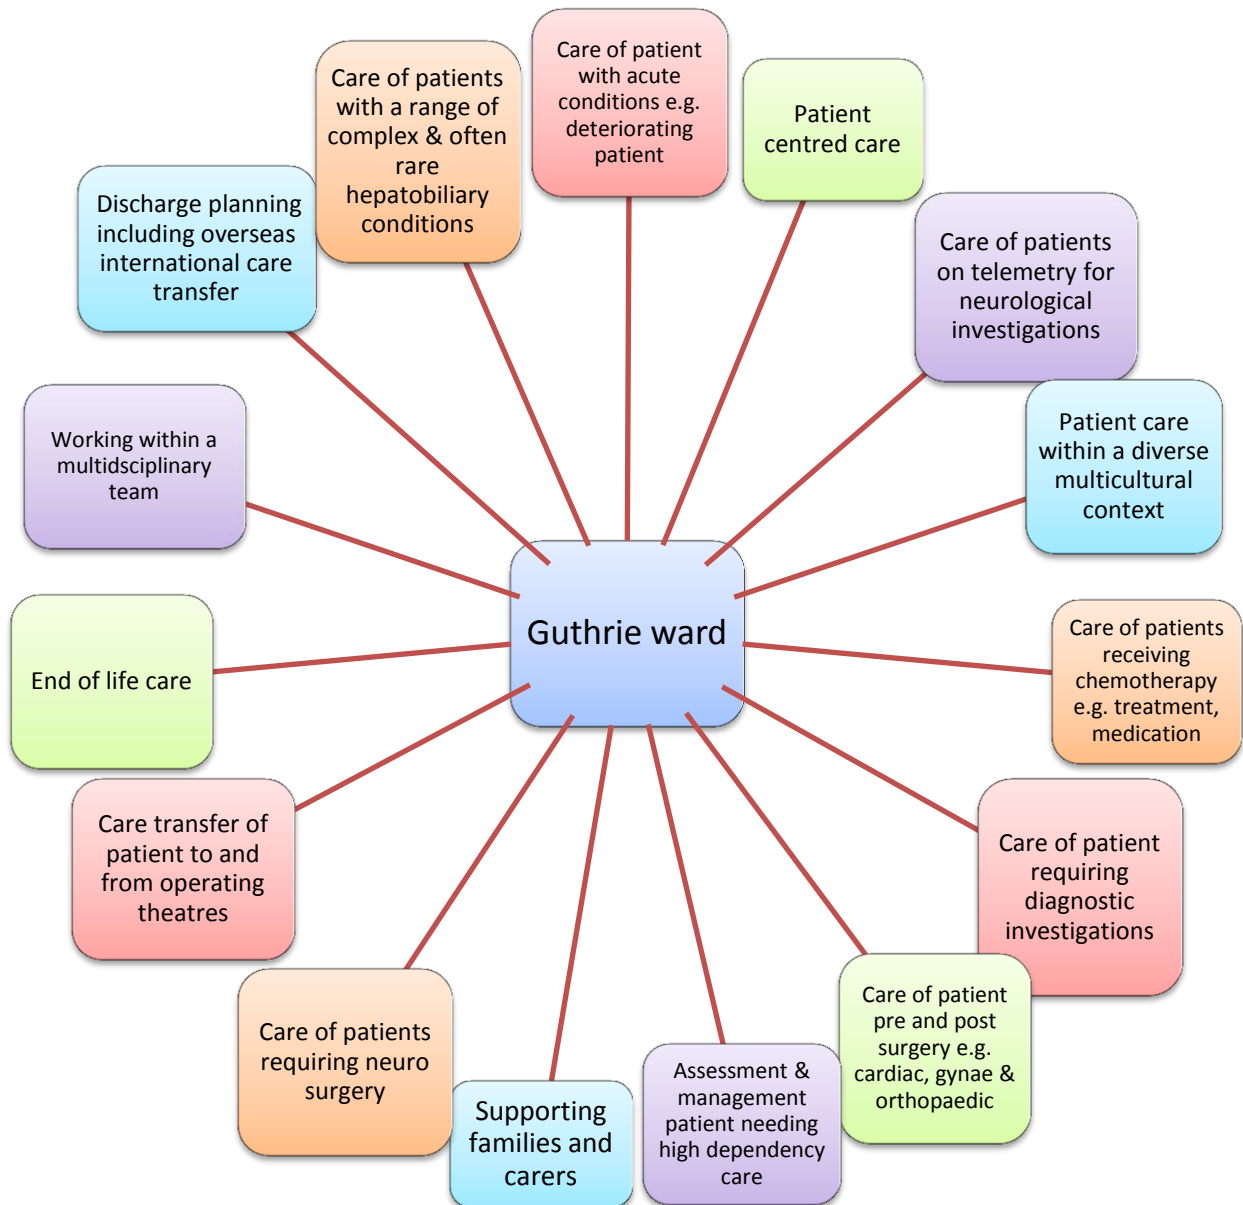 Care of patient
with acute
conditions e.g.
deteriorating
patient
Patient
centred care
Care of patients
on telemetry for
neurological
investigations
Patient care
within a diverse
multicultural
context
Care of patients
receiving
chemotherapy
e.g. treatment,
medication
Care of patient
requiring
diagnostic
investigations
Care of patient
pre and post
surgery e.g.
cardiac, gynae &
orthopaedic
Assessment &
management
patient needing
high dependency
care
Supporting
families and
carers
Care of patients
requiring neuro
surgery
Care transfer of
patient to and
from operating
theatres
End of life care
Working within a
multidsciplinary
team
Discharge planning
including overseas
international care
transfer
Care of patients
with a range of
complex & often
rare
hepatobiliary
conditions
Guthrie ward